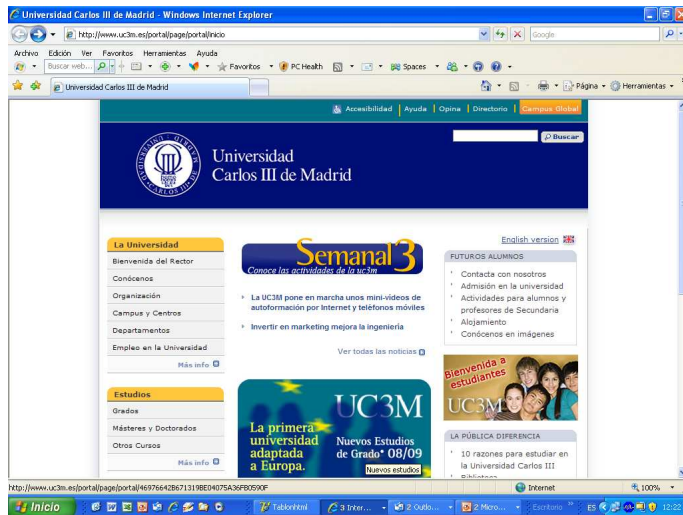 Universidad Carlos III de Madrid - Windows Internet Explorer
http://www.uc3m.es/portal/page/portal/inicio
Google
Archivo Edición Ver Favoritos Herramientas Ayuda
Buscar web...
Favoritos
PC Health
Spaces
Universidad Carlos III de Madrid
Página
Herramientas
Accesibilidad | Ayuda | Opina | Directorio | Campus Global
Buscar
Universidad
Carlos III de Madrid
La Universidad
Bienvenida del Rector
Conócenos
Organización
Campus y Centros
Departamentos
Empleo en la Universidad
Más info
Estudios
Grados
Másteres y Doctorados
Otros Cursos
Más info
Semanal 3
Conoce las actividades de la uc3m
La UC3M pone en marcha unos mini-videos de
autoformación por Internet y teléfonos móviles
Invertir en marketing mejora la ingeniería
Ver todas las noticias
UC3M
La primera
universidad
adaptada
a Europa.
Nuevos Estudios
de Grado* 08/09
Nuevos estudios
English version
FUTUROS ALUMNOS
Contacta con nosotros
Admisión en la universidad
Actividades para alumnos y
profesores de Secundaria
Alojamiento
Conócenos en imágenes
Bienvenida a
estudiantes
UC3M
LA PÚBLICA DIFERENCIA
10 razones para estudiar en
la Universidad Carlos III
Biblioteca
http://www.uc3m.es/portal/page/portal/46976642B671319BE04075A36FB0590F
Internet
100%
Inicio
Tablonhtml
3 Inter...
2 Outlo...
2 Micro...
Escritorio
ES
12:22